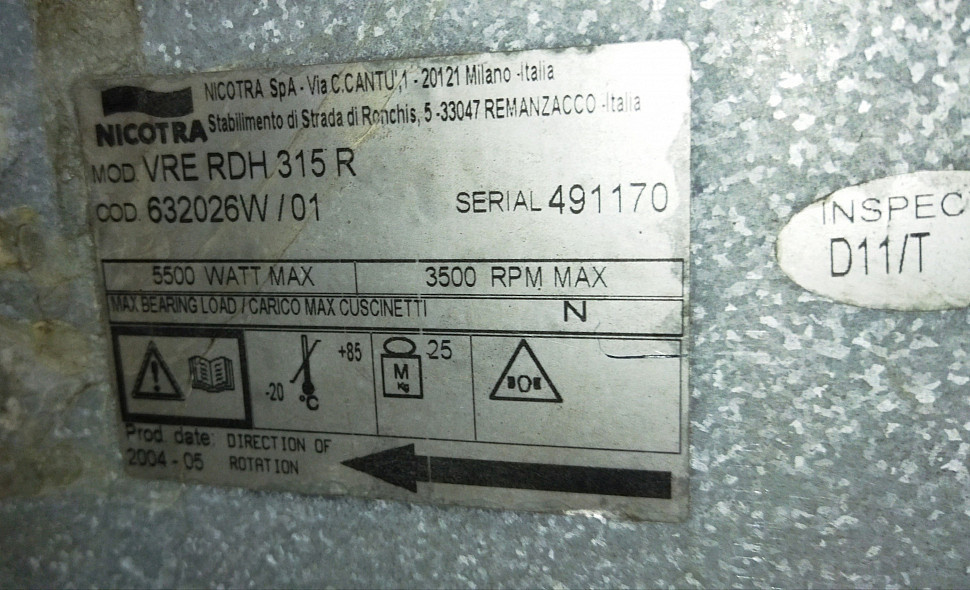 NICOTRA SpA - Via C.CANTU',1 - 20121 Milano -Italia
NICOTRA Stabilimento di Strada di Ronchis, 5 -33047 REMANZACCO -Italia
MOD. VRE RDH 315 R
COD. 632026W / 01 SERIAL 491170
INSPEC
D11/T
5500 WATT MAX 3500 RPM MAX
MAX BEARING LOAD / CARICO MAX CUSCINETTI N
-20 +85 °C
M Kg 25
Prod. date: DIRECTION OF
2004 - 05 ROTATION